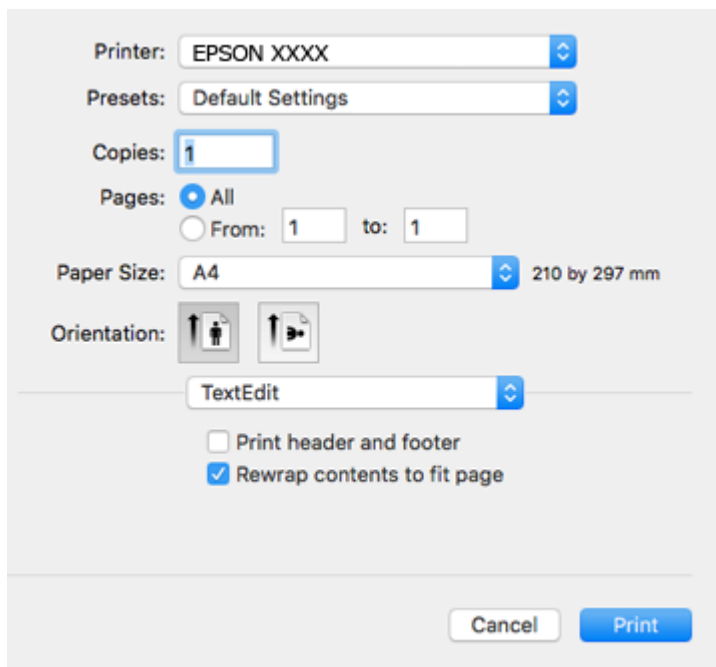 Printer: EPSON XXXX
Presets: Default Settings
Copies: 1
Pages: All
From: 1 to: 1
Paper Size: A4 210 by 297 mm
Orientation:
TextEdit
Print header and footer
Rewrap contents to fit page
Cancel Print